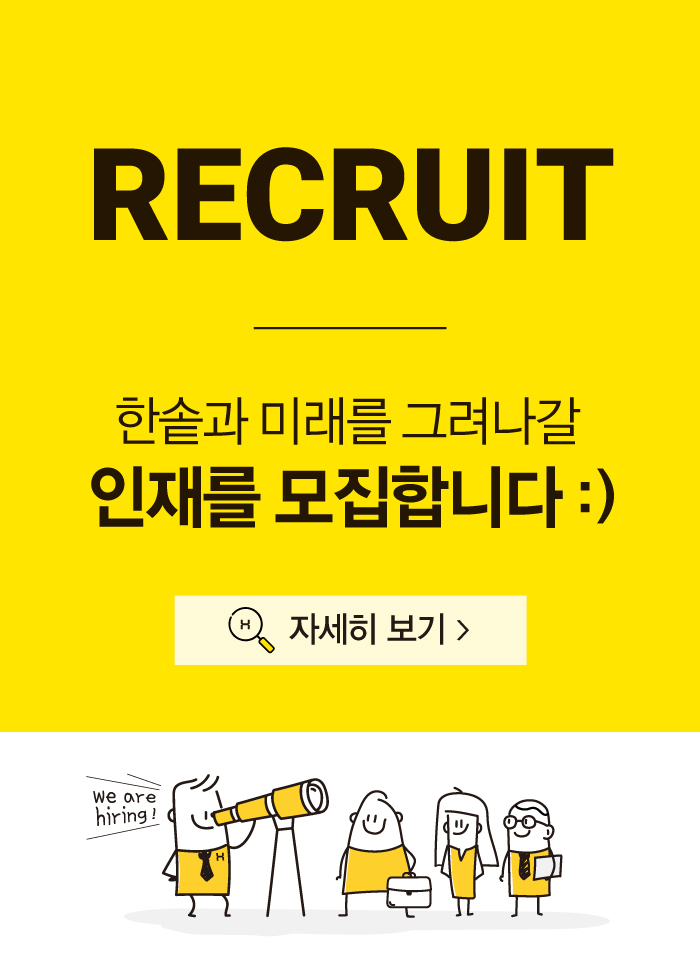 RECRUIT
한솥과 미래를 그려나갈
인재를 모집합니다 :)
H
자세히 보기 >
We are
hiring!
H